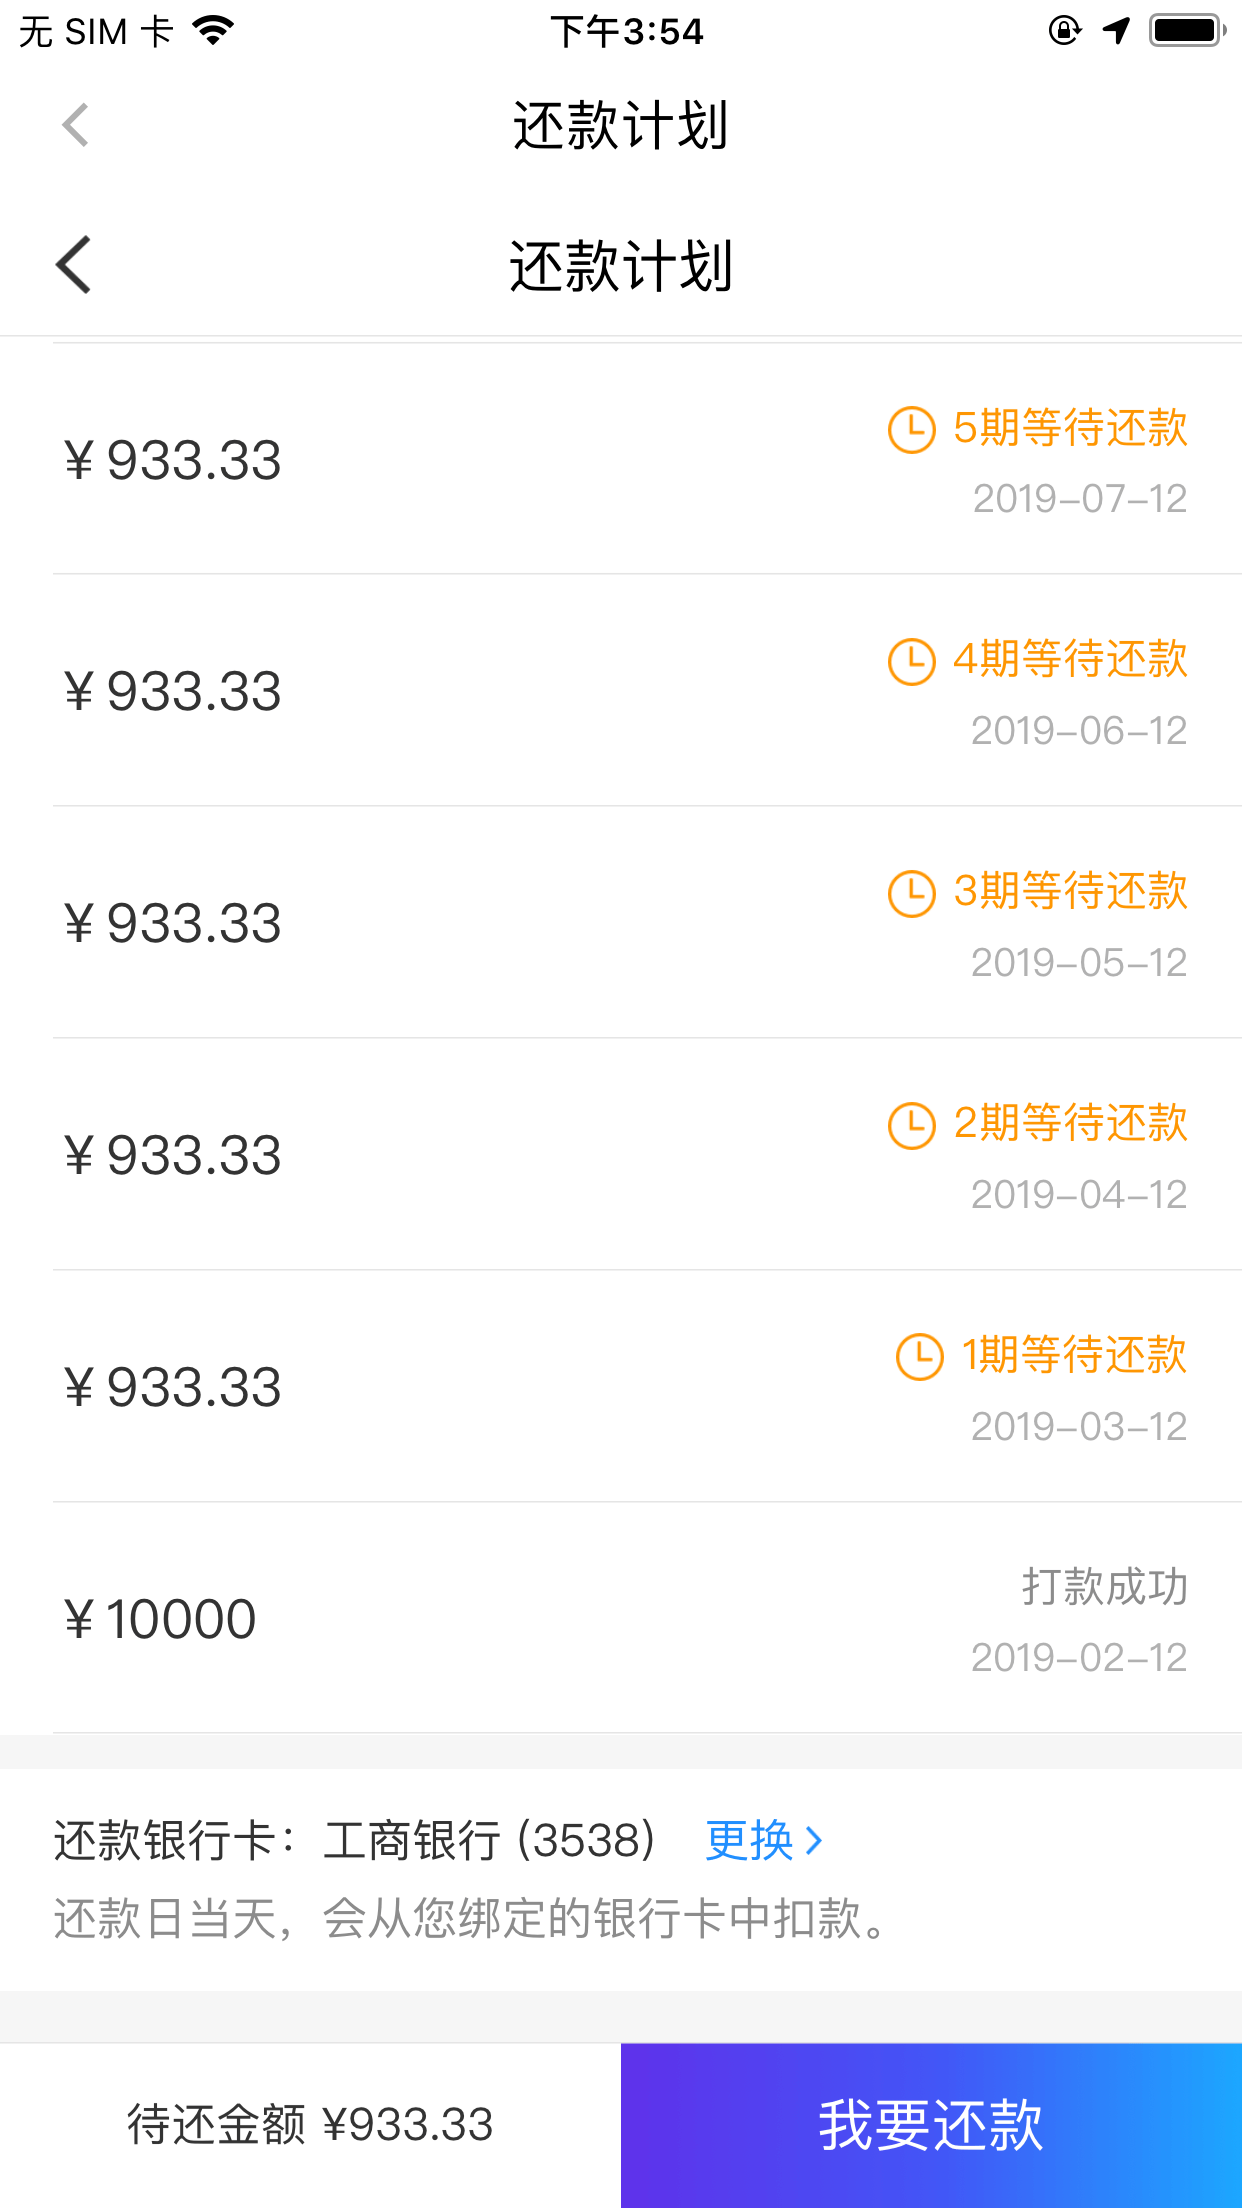 无 SIM 卡
下午3:54
还款计划
还款计划
¥ 933.33
5期等待还款
2019-07-12
¥ 933.33
4期等待还款
2019-06-12
¥ 933.33
3期等待还款
2019-05-12
¥ 933.33
2期等待还款
2019-04-12
¥ 933.33
1期等待还款
2019-03-12
¥ 10000
打款成功
2019-02-12
还款银行卡：工商银行 (3538) 更换
还款日当天，会从您绑定的银行卡中扣款。
待还金额 ¥933.33
我要还款